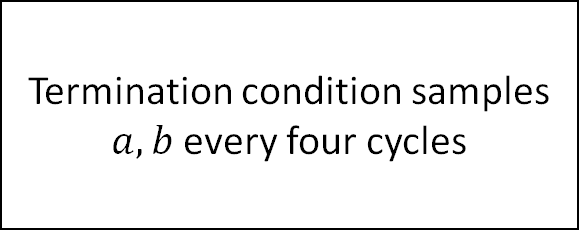 Termination condition samples
a, b every four cycles